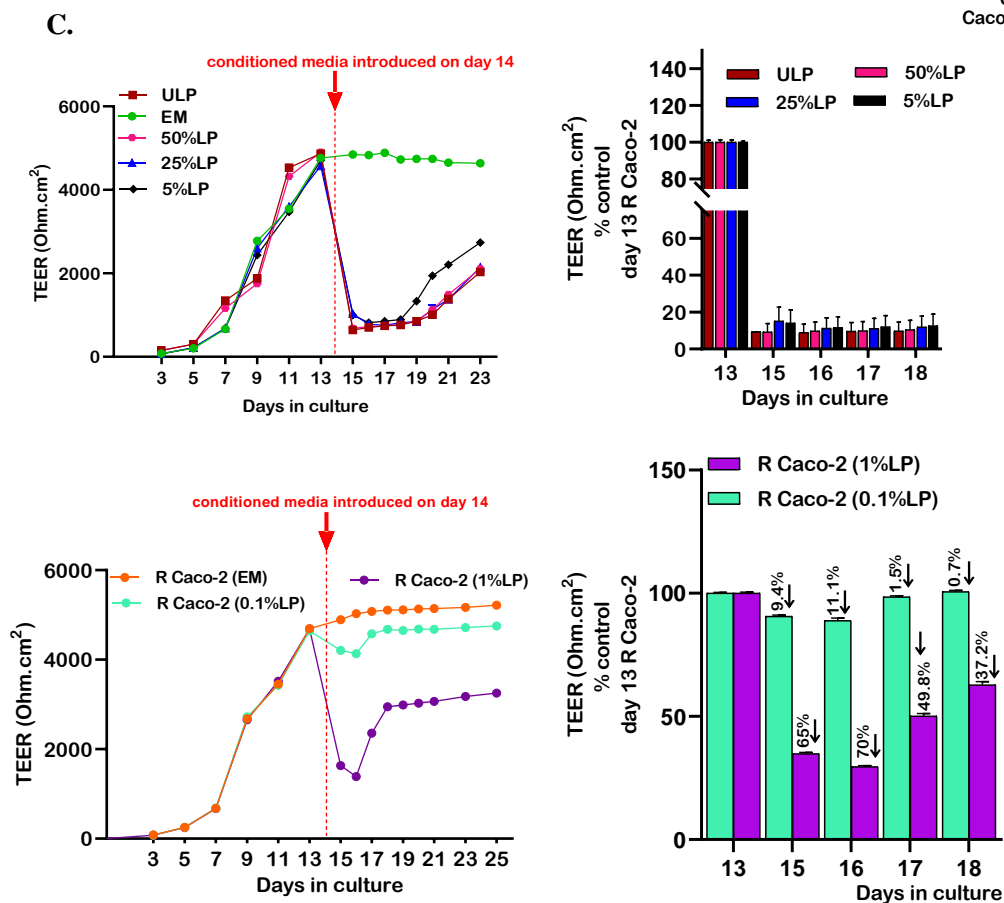 C.
Caco
conditioned media introduced on day 14
ULP
EM
50%LP
25%LP
5%LP
TEER (Ohm.cm²)
6000
4000
2000
0
3 5 7 9 11 13 15 16 17 18 19 20 21 23
Days in culture
ULP
50%LP
25%LP
5%LP
TEER (Ohm.cm²)
% control
day 13 R Caco-2
140
120
100
80
60
40
20
0
13 15 16 17 18
Days in culture
conditioned media introduced on day 14
R Caco-2 (EM)
R Caco-2 (1%LP)
R Caco-2 (0.1%LP)
TEER (Ohm.cm²)
6000
4000
2000
0
3 5 7 9 11 13 15 17 19 21 23 25
Days in culture
R Caco-2 (1%LP)
R Caco-2 (0.1%LP)
TEER (Ohm.cm²)
% control
day 13 R Caco-2
150
100
50
0
9.4%
65%
11.1%
70%
1.5%
49.8%
0.7%
37.2%
13 15 16 17 18
Days in culture